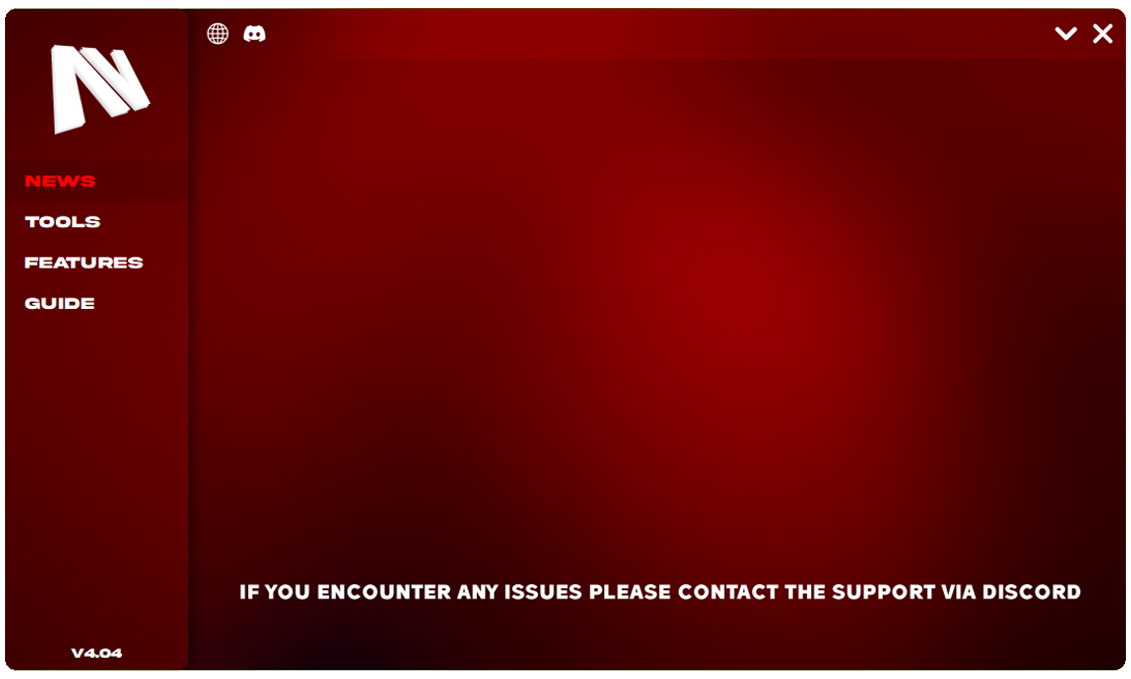 NEWS
TOOLS
FEATURES
GUIDE
IF YOU ENCOUNTER ANY ISSUES PLEASE CONTACT THE SUPPORT VIA DISCORD
V4.04